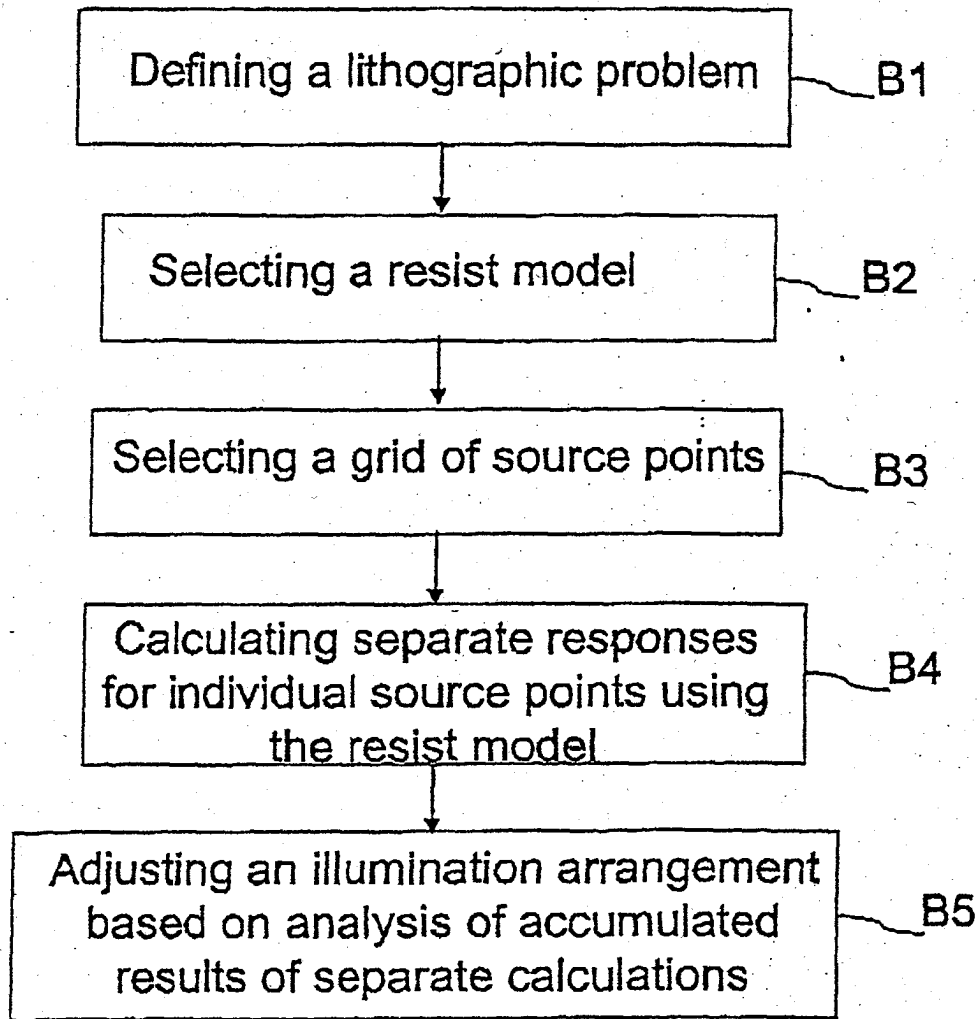 Defining a lithographic problem
B1
Selecting a resist model
B2
Selecting a grid of source points
B3
Calculating separate responses
for individual source points using
the resist model
B4
Adjusting an illumination arrangement
based on analysis of accumulated
results of separate calculations
B5